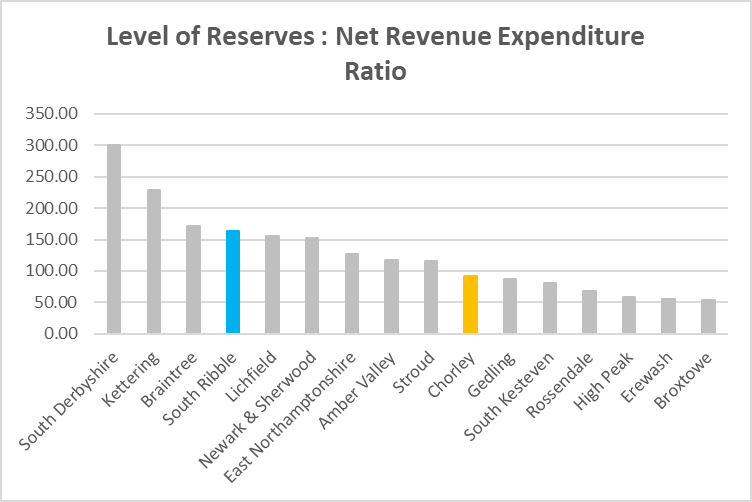 Level of Reserves : Net Revenue Expenditure
Ratio
350.00
300.00
250.00
200.00
150.00
100.00
50.00
0.00
South Derbyshire
Kettering
Braintree
South Ribble
Lichfield
Newark & Sherwood
East Northamptonshire
Amber Valley
Stroud
Chorley
Gedling
South Kesteven
Rossendale
High Peak
Erewash
Broxtowe